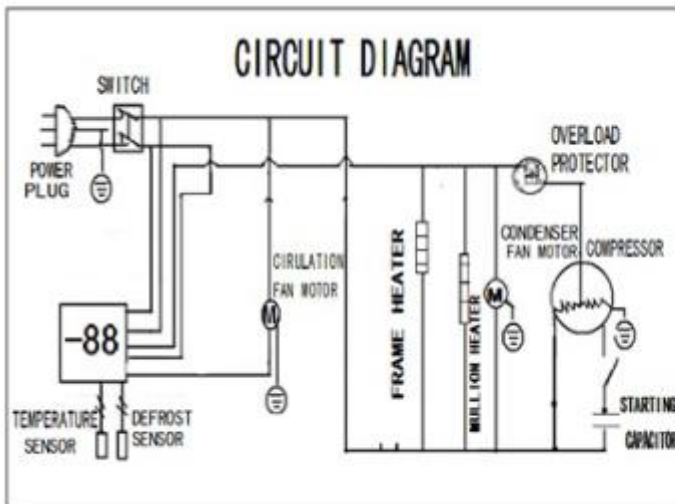 CIRCUIT DIAGRAM
SWITCH
POWER
PLUG
OVERLOAD
PROTECTOR
CONDENSER
FAN MOTOR
COMPRESSOR
CIRULATION
FAN MOTOR
M
M
FRAME HEATER
MULLION HEATER
-88
TEMPERATURE
SENSOR
DEFROST
SENSOR
STARTING
CAPACITOR